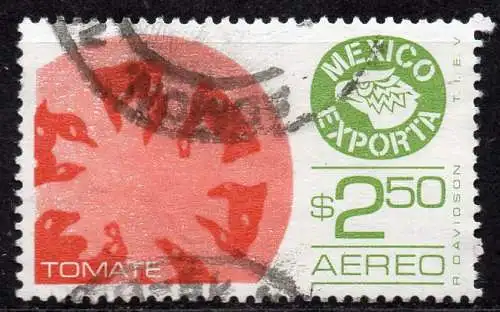 MEXICO
EXPORTA
$2.50
AEREO
TOMATE
R. DAVIDSON T.I.E.V